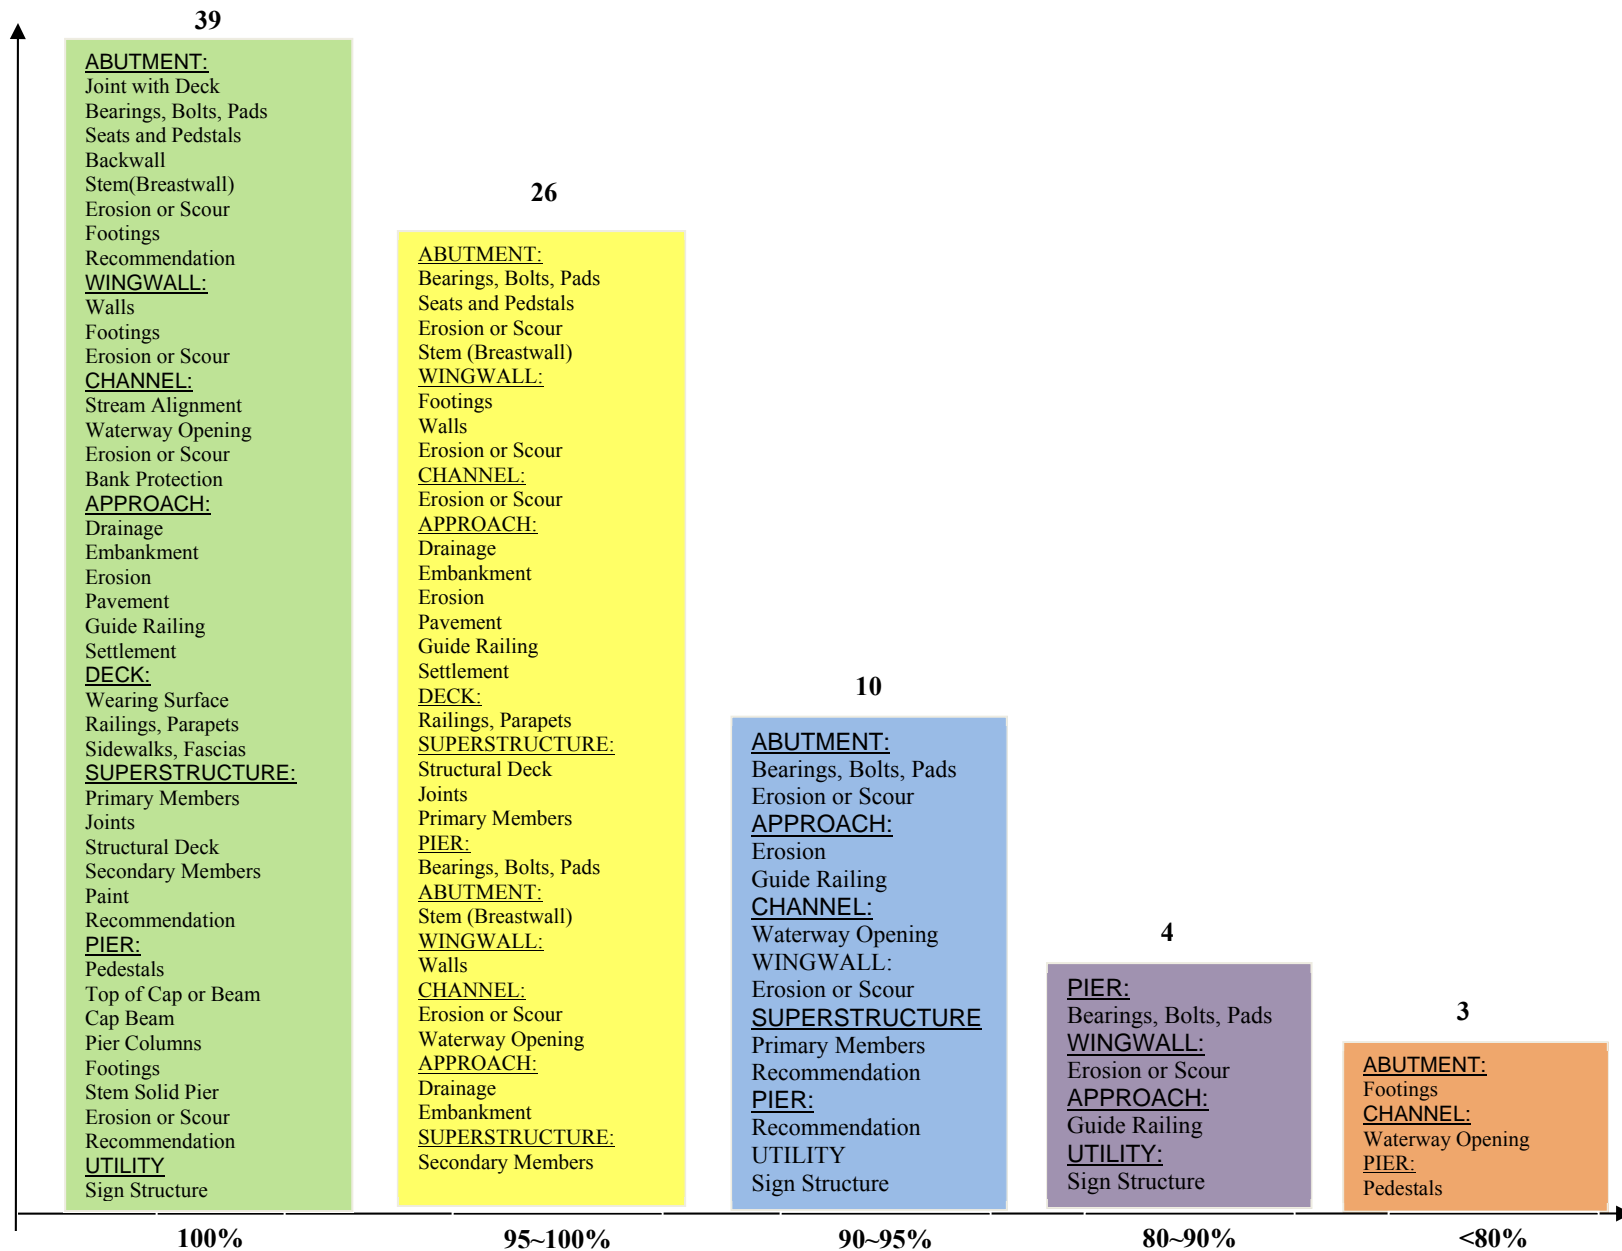 39
ABUTMENT:
Joint with Deck
Bearings, Bolts, Pads
Seats and Pedstals
Backwall
Stem(Breastwall)
Erosion or Scour
Footings
Recommendation
WINGWALL:
Walls
Footings
Erosion or Scour
CHANNEL:
Stream Alignment
Waterway Opening
Erosion or Scour
Bank Protection
APPROACH:
Drainage
Embankment
Erosion
Pavement
Guide Railing
Settlement
DECK:
Wearing Surface
Railings, Parapets
Sidewalks, Fascias
SUPERSTRUCTURE:
Primary Members
Joints
Structural Deck
Secondary Members
Paint
Recommendation
PIER:
Pedestals
Top of Cap or Beam
Cap Beam
Pier Columns
Footings
Stem Solid Pier
Erosion or Scour
Recommendation
UTILITY
Sign Structure
100%
26
ABUTMENT:
Bearings, Bolts, Pads
Seats and Pedstals
Erosion or Scour
Stem (Breastwall)
WINGWALL:
Footings
Walls
Erosion or Scour
CHANNEL:
Erosion or Scour
APPROACH:
Drainage
Embankment
Erosion
Pavement
Guide Railing
Settlement
DECK:
Railings, Parapets
SUPERSTRUCTURE:
Structural Deck
Joints
Primary Members
PIER:
Bearings, Bolts, Pads
ABUTMENT:
Stem (Breastwall)
WINGWALL:
Walls
CHANNEL:
Erosion or Scour
Waterway Opening
APPROACH:
Drainage
Embankment
SUPERSTRUCTURE:
Secondary Members
95~100%
10
ABUTMENT:
Bearings, Bolts, Pads
Erosion or Scour
APPROACH:
Erosion
Guide Railing
CHANNEL:
Waterway Opening
WINGWALL:
Erosion or Scour
SUPERSTRUCTURE
Primary Members
Recommendation
PIER:
Recommendation
UTILITY
Sign Structure
90~95%
4
PIER:
Bearings, Bolts, Pads
WINGWALL:
Erosion or Scour
APPROACH:
Guide Railing
UTILITY:
Sign Structure
80~90%
3
ABUTMENT:
Footings
CHANNEL:
Waterway Opening
PIER:
Pedestals
<80%